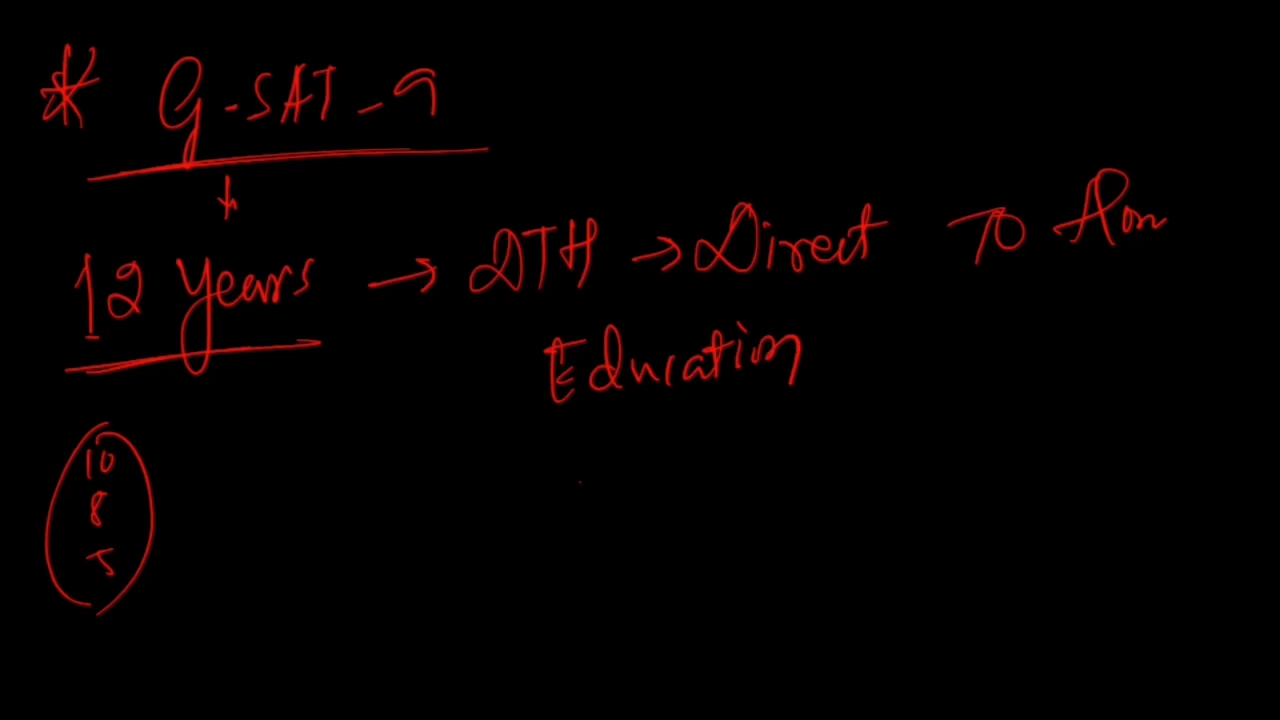 * G-SAT-9
12 years → DTH → Direct To Hom
Education
10
8
5